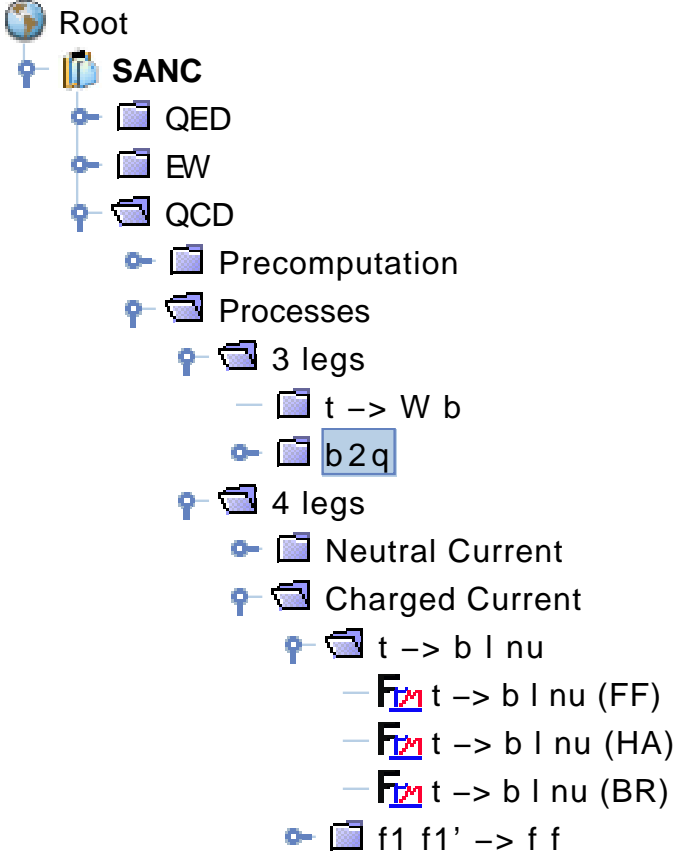 Root
SANC
QED
EW
QCD
Precomputation
Processes
3 legs
t –> W b
b2q
4 legs
Neutral Current
Charged Current
t –> b l nu
t –> b l nu (FF)
t –> b l nu (HA)
t –> b l nu (BR)
f1 f1' –> f f